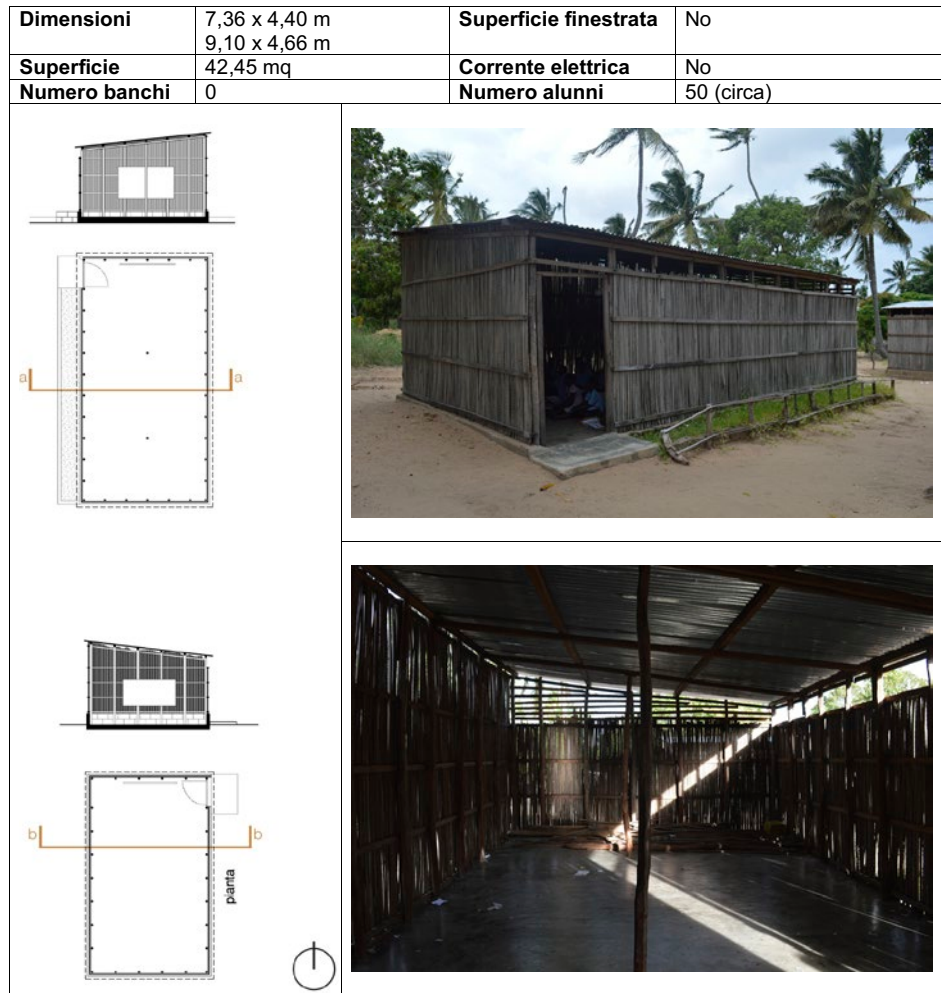 Dimensioni 7,36 x 4,40 m Superficie finestrata No
9,10 x 4,66 m
Superficie 42,45 mq Corrente elettrica No
Numero banchi 0 Numero alunni 50 (circa)
a a
b b
pianta